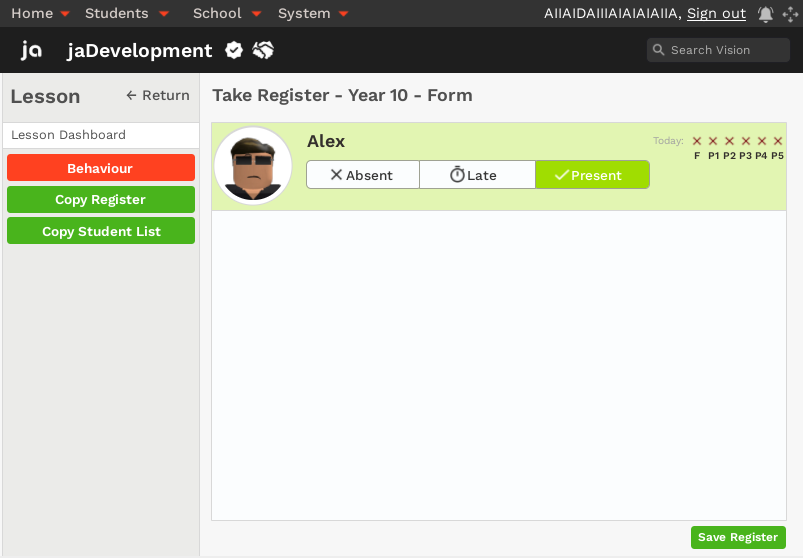 Home Students School System AIIAIDAIIIAIAIAIAIIA, Sign out
ja jaDevelopment Search Vision
Lesson ← Return
Lesson Dashboard
Behaviour
Copy Register
Copy Student List
Take Register - Year 10 - Form
Alex
Today:
F P1 P2 P3 P4 P5
Absent Late Present
Save Register